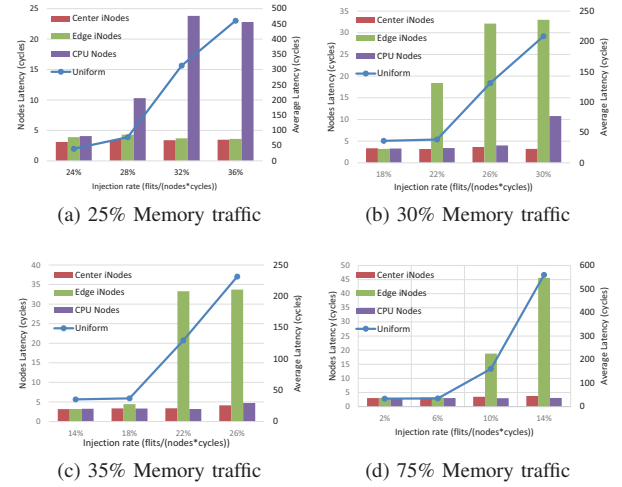 Nodes Latency (cycles)
25
20
15
10
5
0
Center iNodes
Edge iNodes
CPU Nodes
Uniform
500
450
400
350
300
250
200
150
100
50
0
Average Latency (cycles)
24% 28% 32% 36%
Injection rate (flits/(nodes*cycles))
(a) 25% Memory traffic
Nodes Latency (cycles)
35
30
25
20
15
10
5
0
Center iNodes
Edge iNodes
CPU Nodes
Uniform
250
200
150
100
50
0
Average Latency (cycles)
18% 22% 26% 30%
Injection rate (flits/(nodes*cycles))
(b) 30% Memory traffic
Nodes Latency (cycles)
40
35
30
25
20
15
10
5
0
Center iNodes
Edge iNodes
CPU Nodes
Uniform
250
200
150
100
50
0
Average Latency (cycles)
14% 18% 22% 26%
Injection rate (flits/(nodes*cycles))
(c) 35% Memory traffic
Nodes Latency (cycles)
50
45
40
35
30
25
20
15
10
5
0
Center iNodes
Edge iNodes
CPU Nodes
Uniform
600
500
400
300
200
100
0
Average Latency (cycles)
2% 6% 10% 14%
Injection rate (flits/(nodes*cycles))
(d) 75% Memory traffic